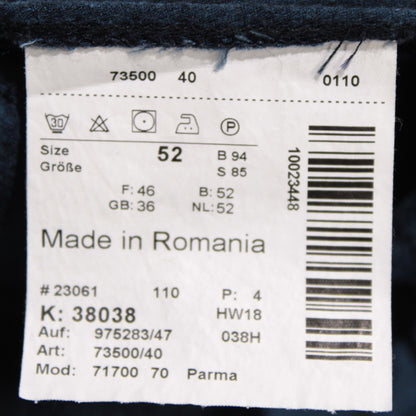 73500 40 0110
30 P
Size 52 B 94
Größe S 85
F: 46 B: 52
GB: 36 NL: 52
Made in Romania
# 23061 110 P: 4
K: 38038 HW18
Auf: 975283/47 038H
Art: 73500/40
Mod: 71700 70 Parma
10023448